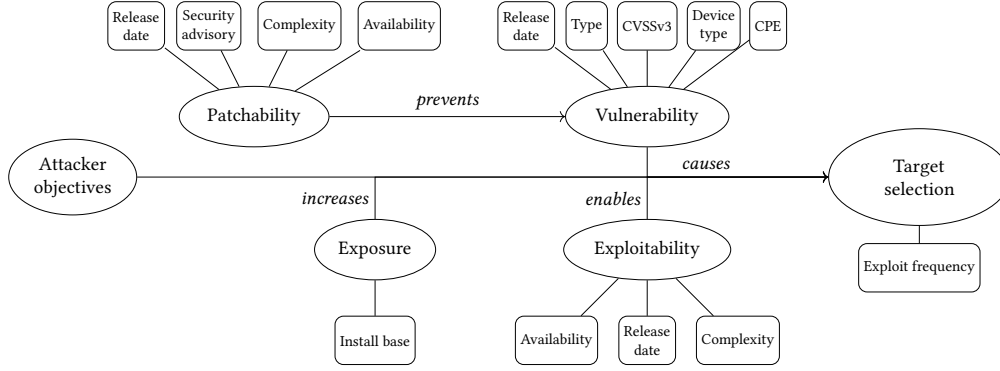 Release
date
Security
advisory
Complexity
Availability
Release
date
Type
CVSSv3
Device
type
CPE
Patchability
prevents
Vulnerability
Attacker
objectives
causes
Target
selection
increases
enables
Exposure
Exploitability
Exploit frequency
Install base
Availability
Release
date
Complexity